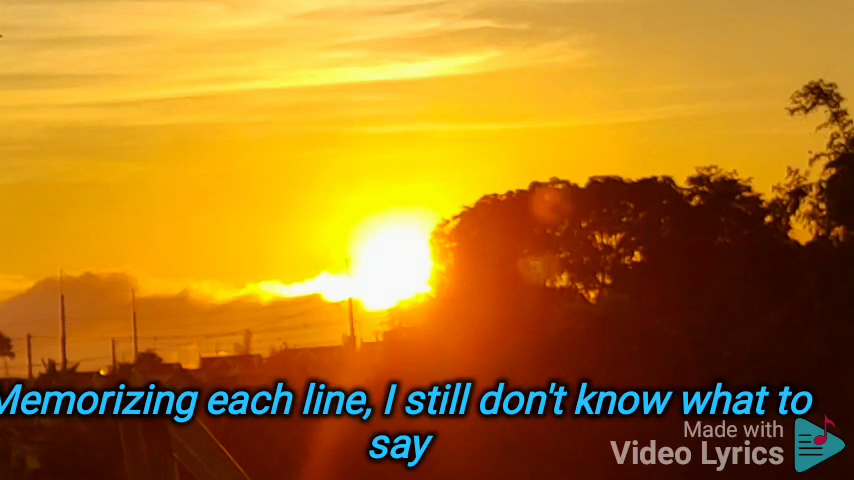 Memorizing each line, I still don't know what to
say
Made with
Video Lyrics